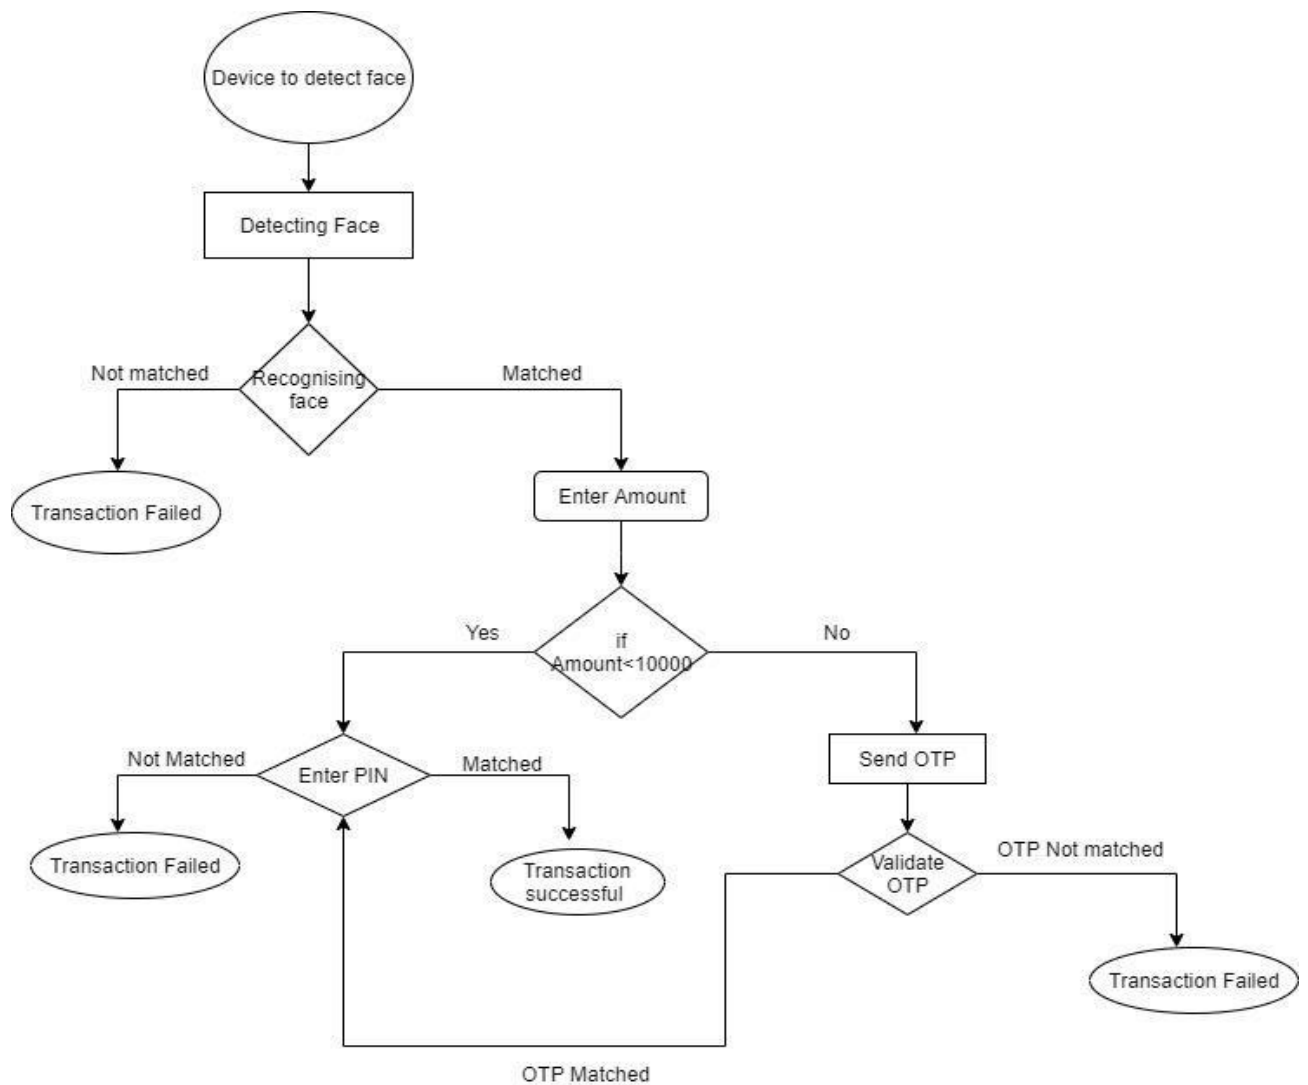 Device to detect face
Detecting Face
Not matched
Recognising
face
Matched
Transaction Failed
Enter Amount
Yes
if
Amount<10000
No
Not Matched
Enter PIN
Matched
Send OTP
Transaction Failed
Transaction
successful
Validate
OTP
OTP Not matched
Transaction Failed
OTP Matched